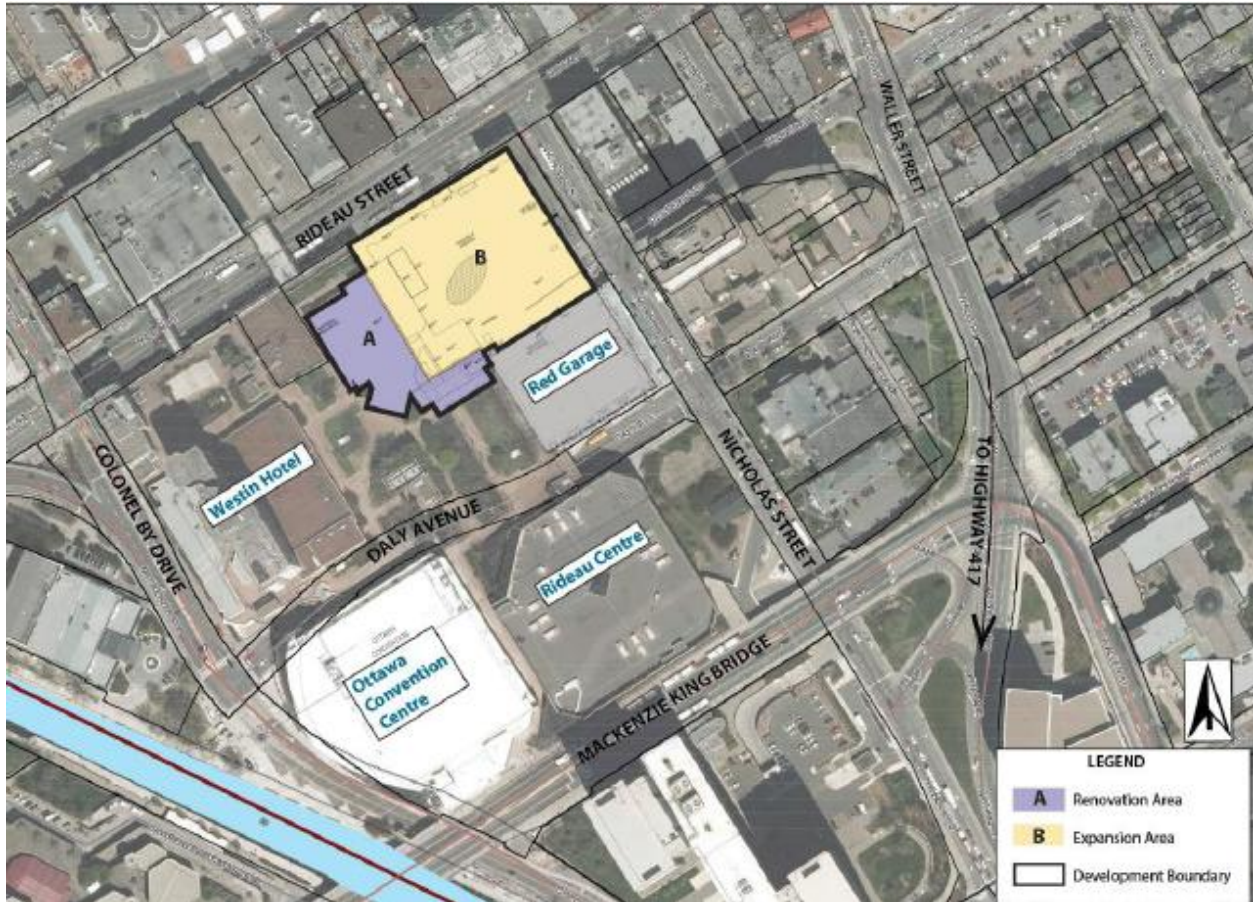 WALLER STREET
RIDEAU STREET
B
A
Red Garage
Westin Hotel
NICHOLAS STREET
TO HIGHWAY 417
COLONEL BY DRIVE
DALY AVENUE
Rideau Centre
Ottawa
Convention
Centre
MACKENZIE KING BRIDGE
LEGEND
A Renovation Area
B Expansion Area
Development Boundary